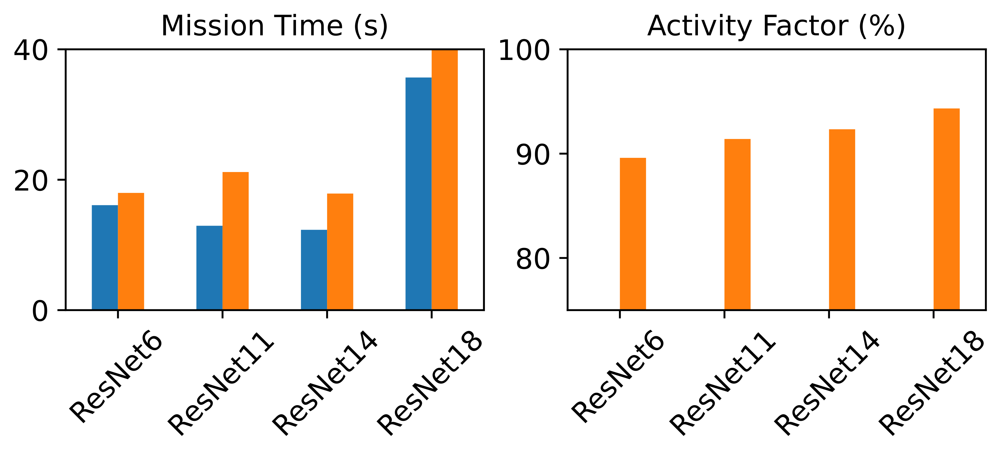 Mission Time (s)
40
20
0
ResNet6
ResNet11
ResNet14
ResNet18
Activity Factor (%)
100
90
80
ResNet6
ResNet11
ResNet14
ResNet18